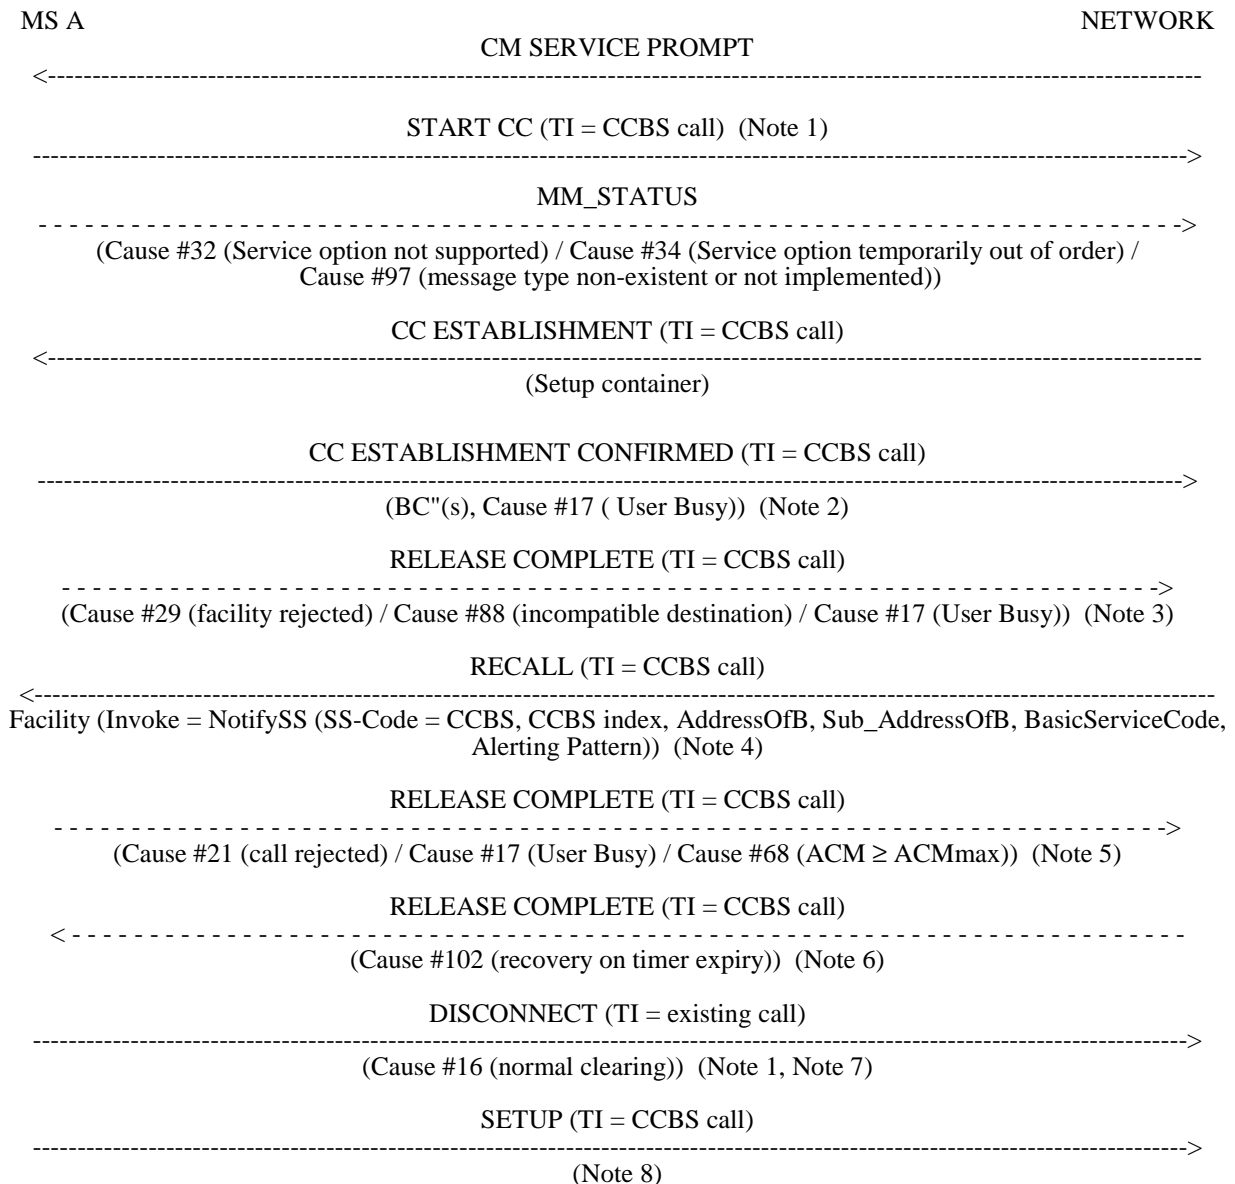 MS A NETWORK
CM SERVICE PROMPT
<------------------------------------------------------------------------------------------------------------------------------------
START CC (TI = CCBS call) (Note 1)
------------------------------------------------------------------------------------------------------------------------------------>
MM_STATUS
- - - - - - - - - - - - - - - - - - - - - - - - - - - - - - - - - - - - - - - - - - - - - - - - - - - - - - - - - - - - - - - - - - - - - - - - - ->
(Cause #32 (Service option not supported) / Cause #34 (Service option temporarily out of order) /
Cause #97 (message type non-existent or not implemented))
CC ESTABLISHMENT (TI = CCBS call)
<------------------------------------------------------------------------------------------------------------------------------------
(Setup container)
CC ESTABLISHMENT CONFIRMED (TI = CCBS call)
------------------------------------------------------------------------------------------------------------------------------------>
(BC"(s), Cause #17 ( User Busy)) (Note 2)
RELEASE COMPLETE (TI = CCBS call)
- - - - - - - - - - - - - - - - - - - - - - - - - - - - - - - - - - - - - - - - - - - - - - - - - - - - - - - - - - - - - - - - - - - - - - - ->
(Cause #29 (facility rejected) / Cause #88 (incompatible destination) / Cause #17 (User Busy)) (Note 3)
RECALL (TI = CCBS call)
<---------------------------------------------------------------------------------------------------------------------------------------
Facility (Invoke = NotifySS (SS-Code = CCBS, CCBS index, AddressOfB, Sub_AddressOfB, BasicServiceCode,
Alerting Pattern)) (Note 4)
RELEASE COMPLETE (TI = CCBS call)
- - - - - - - - - - - - - - - - - - - - - - - - - - - - - - - - - - - - - - - - - - - - - - - - - - - - - - - - - - - - - - - - - - - - - - - - ->
(Cause #21 (call rejected) / Cause #17 (User Busy) / Cause #68 (ACM ≥ ACMmax)) (Note 5)
RELEASE COMPLETE (TI = CCBS call)
< - - - - - - - - - - - - - - - - - - - - - - - - - - - - - - - - - - - - - - - - - - - - - - - - - - - - - - - - - - - - - - - - - - - - - - - -
(Cause #102 (recovery on timer expiry)) (Note 6)
DISCONNECT (TI = existing call)
------------------------------------------------------------------------------------------------------------------------------------>
(Cause #16 (normal clearing)) (Note 1, Note 7)
SETUP (TI = CCBS call)
------------------------------------------------------------------------------------------------------------------------------------>
(Note 8)